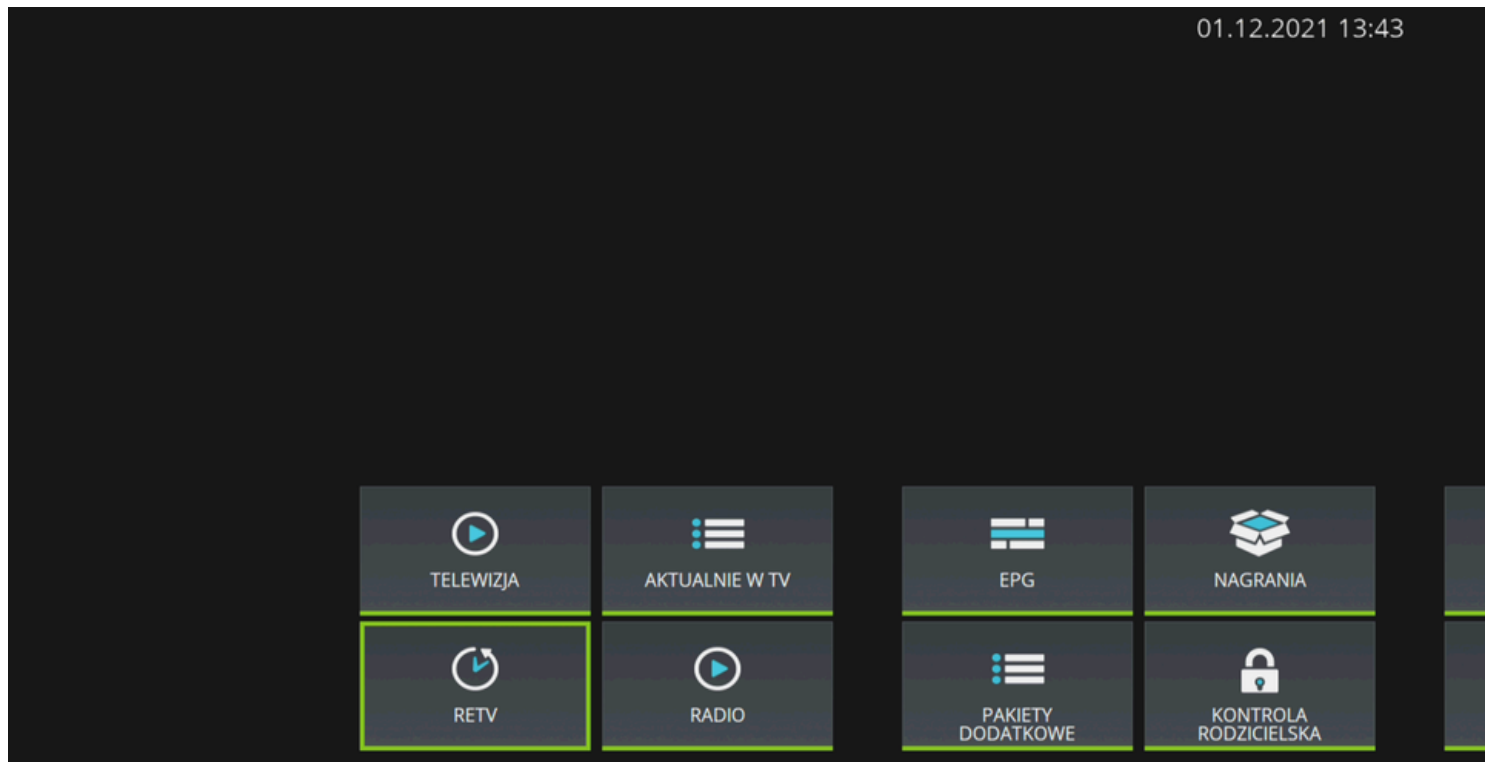 01.12.2021 13:43
TELEWIZJA
AKTUALNIE W TV
EPG
NAGRANIA
RETV
RADIO
PAKIETY
DODATKOWE
KONTROLA
RODZICIELSKA